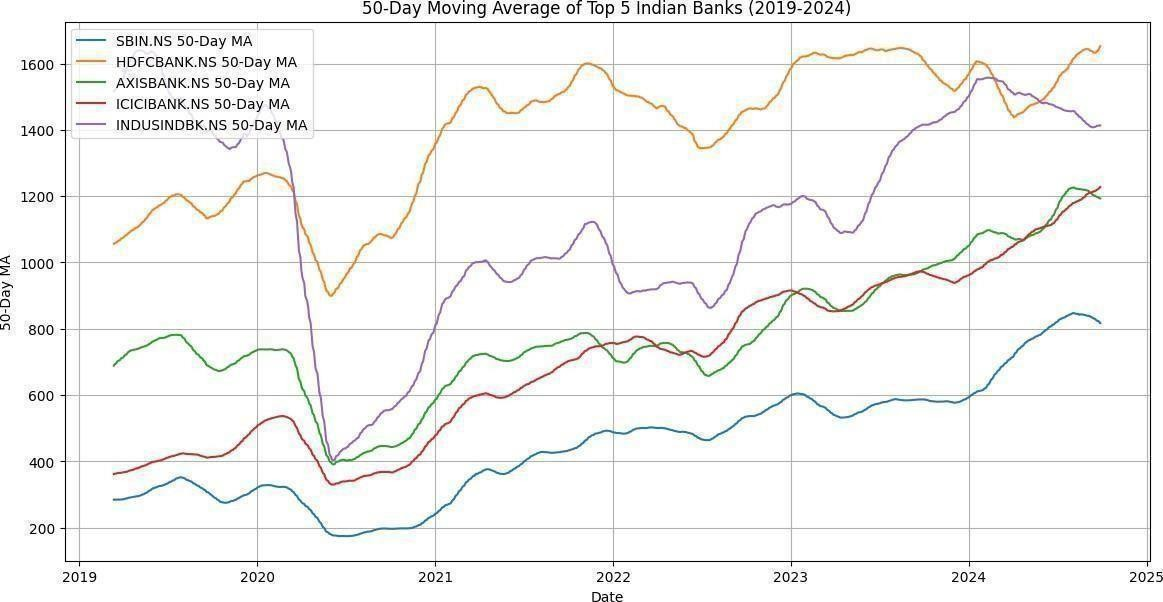 50-Day Moving Average of Top 5 Indian Banks (2019-2024)
SBIN.NS 50-Day MA
HDFCBANK.NS 50-Day MA
AXISBANK.NS 50-Day MA
ICICIBANK.NS 50-Day MA
INDUSINDBK.NS 50-Day MA
1600
1400
1200
1000
800
600
400
200
50-Day MA
2019 2020 2021 2022 2023 2024 2025
Date